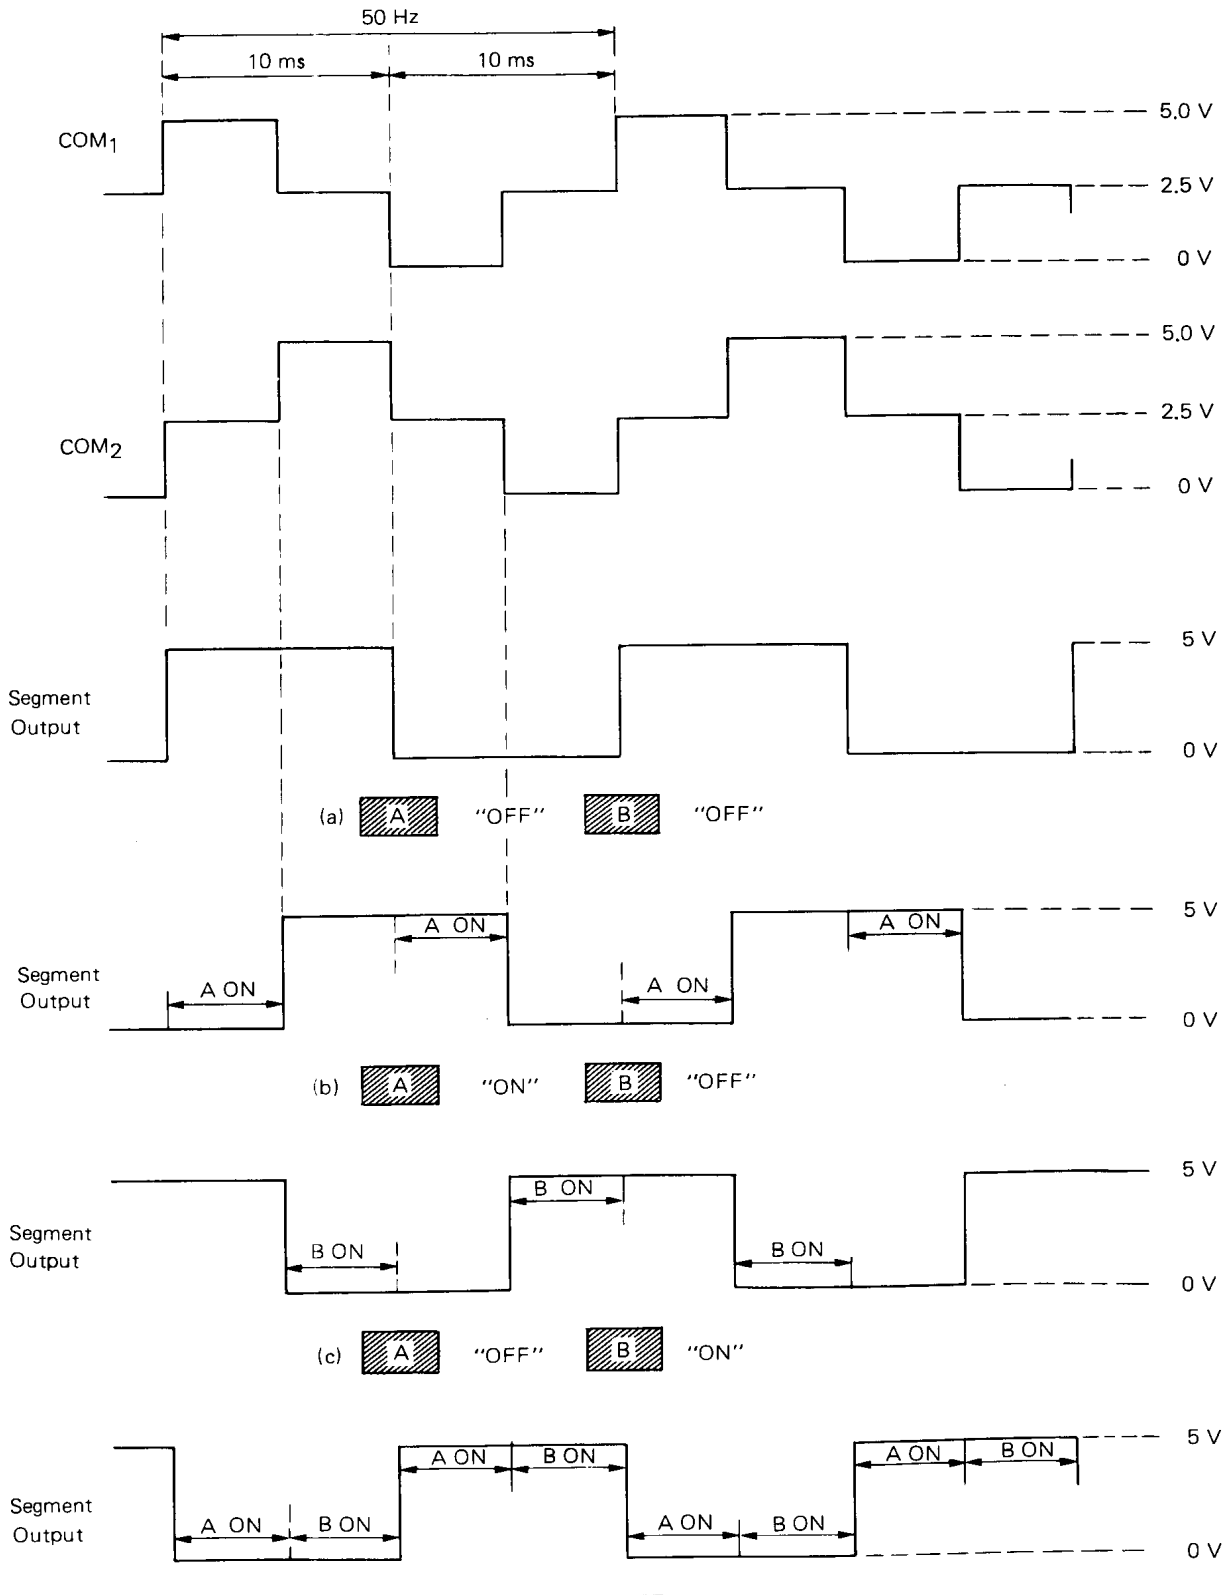 50 Hz
10 ms 10 ms
COM1
5.0 V
2.5 V
0 V
COM2
5.0 V
2.5 V
0 V
Segment
Output
5 V
0 V
(a) A "OFF" B "OFF"
Segment
Output
A ON
A ON
A ON
A ON
5 V
0 V
(b) A "ON" B "OFF"
Segment
Output
B ON
B ON
B ON
5 V
0 V
(c) A "OFF" B "ON"
Segment
Output
A ON B ON
A ON B ON
A ON B ON
A ON B ON
5 V
0 V